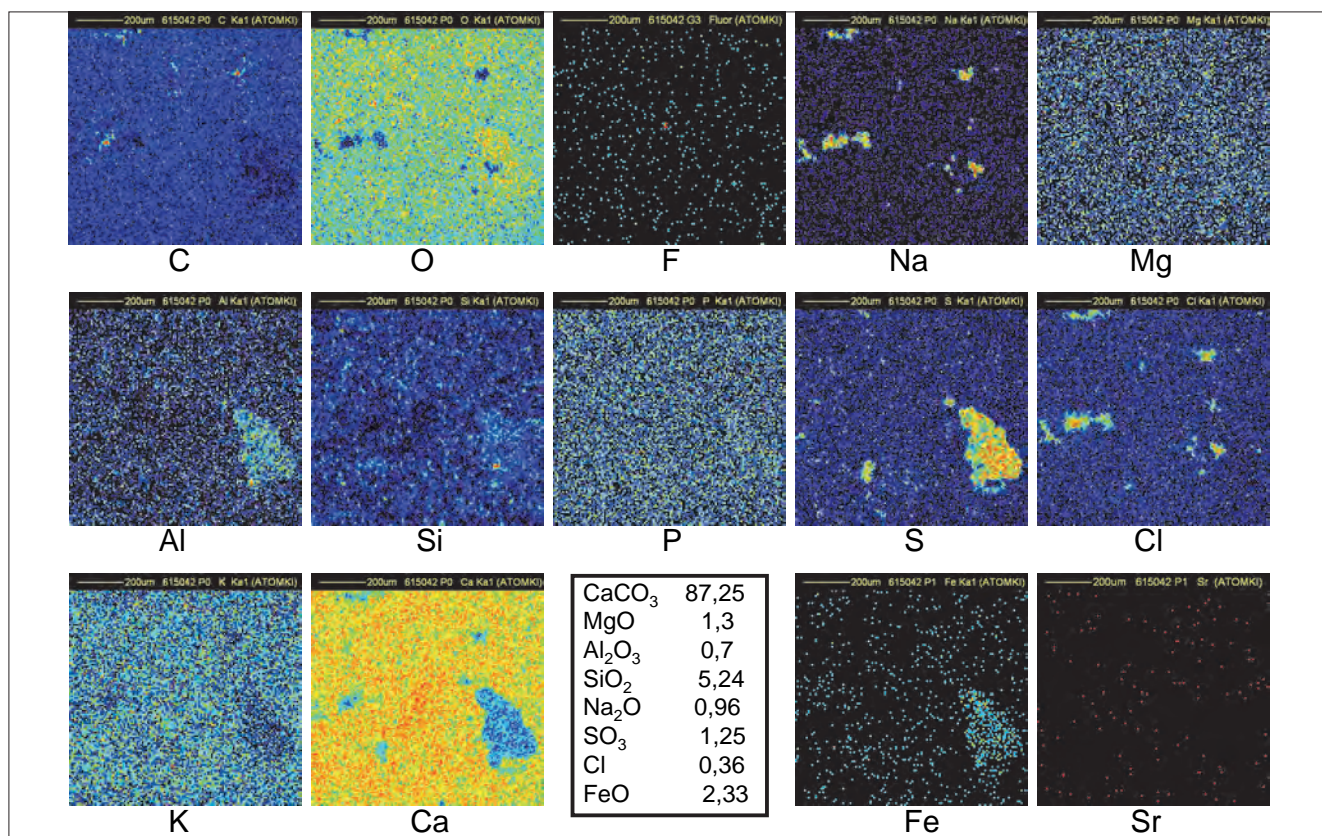 200um 615042 P0 C Ka1 (ATOMKI)
200um 615042 P0 O Ka1 (ATOMKI)
200um 615042 G3 Fluor (ATOMKI)
200um 615042 P0 Na Ka1 (ATOMKI)
200um 615042 P0 Mg Ka1 (ATOMKI)
C
O
F
Na
Mg
200um 615042 P0 Al Ka1 (ATOMKI)
200um 615042 P0 Si Ka1 (ATOMKI)
200um 615042 P0 P Ka1 (ATOMKI)
200um 615042 P0 S Ka1 (ATOMKI)
200um 615042 P0 Cl Ka1 (ATOMKI)
Al
Si
P
S
Cl
200um 615042 P0 K Ka1 (ATOMKI)
200um 615042 P0 Ca Ka1 (ATOMKI)
CaCO₃ 87,25
MgO 1,3
Al₂O₃ 0,7
SiO₂ 5,24
Na₂O 0,96
SO₃ 1,25
Cl 0,36
FeO 2,33
200um 615042 P1 Fe Ka1 (ATOMKI)
200um 615042 P1 Sr (ATOMKI)
K
Ca
Fe
Sr